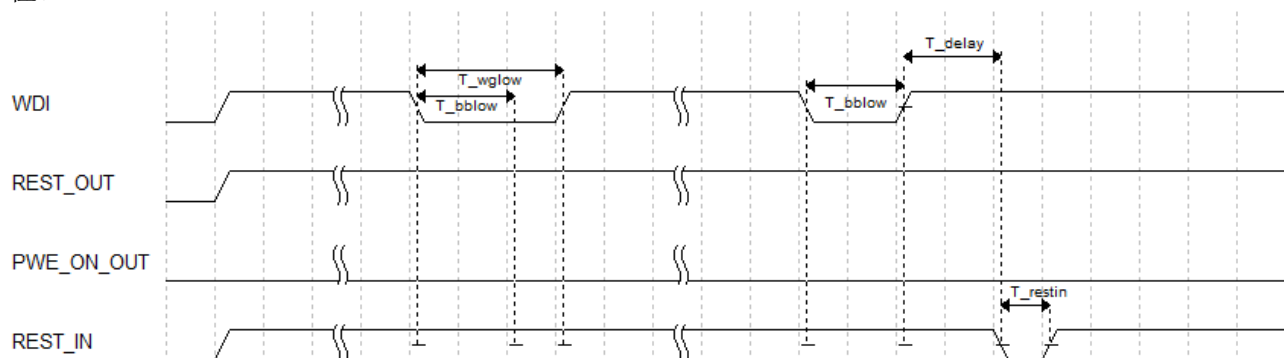 WDI
T_wglow
T_bblow
T_bblow
T_delay
REST_OUT
PWE_ON_OUT
REST_IN
T_restin